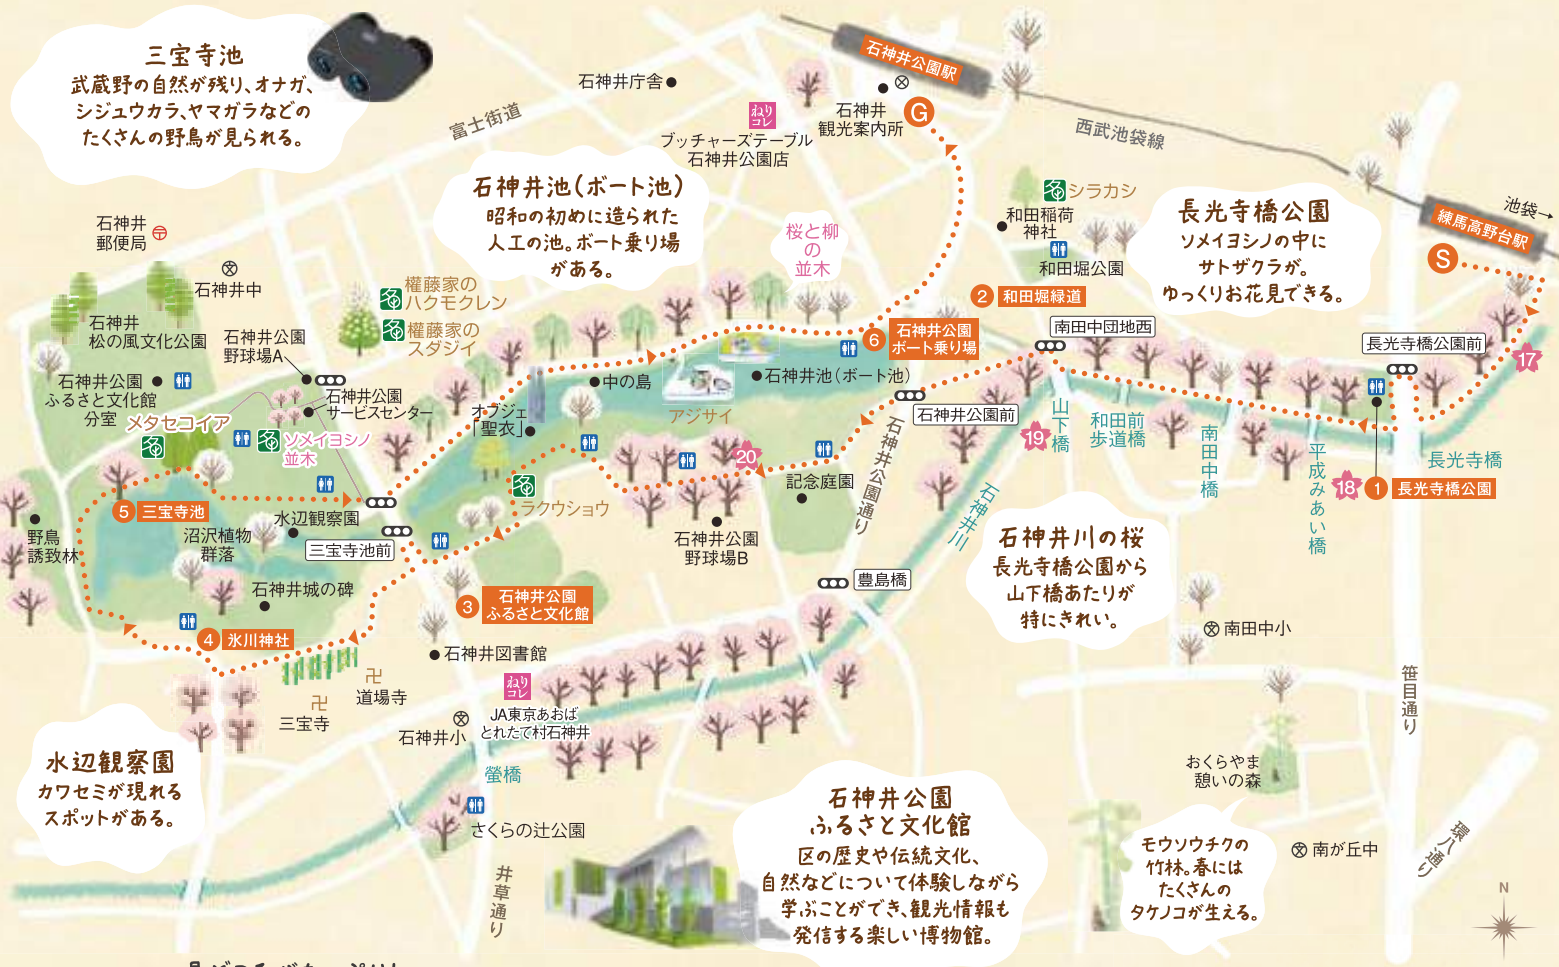 三宝寺池
武蔵野の自然が残り、オナガ、
シジュウカラ、ヤマガラなどの
たくさんの野鳥が見られる。
富士街道
石神井庁舎
ねり
コレ
ブッチャーズテーブル
石神井公園店
石神井公園駅
石神井
観光案内所
G
西武池袋線
池袋→
練馬高野台駅
S
石神井池(ボート池)
昭和の初めに造られた
人工の池。ボート乗り場
がある。
桜と柳
の
並木
名
シラカシ
和田稲荷
神社
和田堀公園
長光寺橋公園
ソメイヨシノの中に
サトザクラが。
ゆっくりお花見できる。
石神井
郵便局
石神井中
石神井
松の風文化公園
名
権藤家の
ハクモクレン
名
権藤家の
スダジイ
石神井公園
野球場A
石神井公園
ふるさと文化館
分室
石神井公園
サービスセンター
メタセコイア
名
名
ソメイヨシノ
並木
オブジェ
「聖衣」
中の島
アジサイ
石神井池(ボート池)
6
石神井公園
ボート乗り場
2
和田堀緑道
南田中団地西
石神井公園前
石神井公園通り
長光寺橋公園前
17
19
山下橋
和田前
歩道橋
南田中橋
平成みあい橋
18
1
長光寺橋公園
長光寺橋
20
記念庭園
石神井公園
野球場B
名
ラクウショウ
5
三宝寺池
野鳥
誘致林
沼沢植物
群落
水辺観察園
三宝寺池前
石神井城の碑
4
氷川神社
3
石神井公園
ふるさと文化館
石神井図書館
道場寺
三宝寺
豊島橋
石神井川
石神井川の桜
長光寺橋公園から
山下橋あたりが
特にきれい。
南田中小
笹目通り
ねり
コレ
JA東京あおば
とれたて村石神井
石神井小
螢橋
さくらの辻公園
井草通り
水辺観察園
カワセミが現れる
スポットがある。
石神井公園
ふるさと文化館
区の歴史や伝統文化、
自然などについて体験しながら
学ぶことができ、観光情報も
発信する楽しい博物館。
おくらやま
憩いの森
モウソウチクの
竹林。春には
たくさんの
タケノコが生える。
南が丘中
環八通り
N